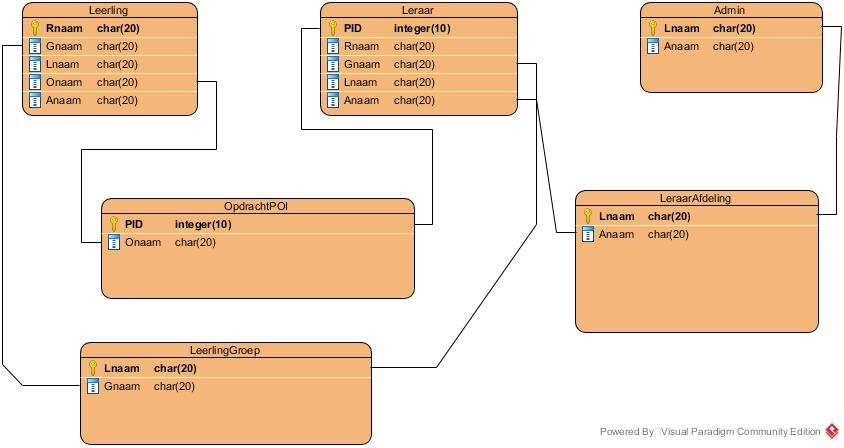 Leerling
Rnaam char(20)
Gnaam char(20)
Lnaam char(20)
Onaam char(20)
Anaam char(20)
Leraar
PID integer(10)
Rnaam char(20)
Gnaam char(20)
Lnaam char(20)
Anaam char(20)
Admin
Lnaam char(20)
Anaam char(20)
OpdrachtPOI
PID integer(10)
Onaam char(20)
LeraarAfdeling
Lnaam char(20)
Anaam char(20)
LeerlingGroep
Lnaam char(20)
Gnaam char(20)
Powered By Visual Paradigm Community Edition